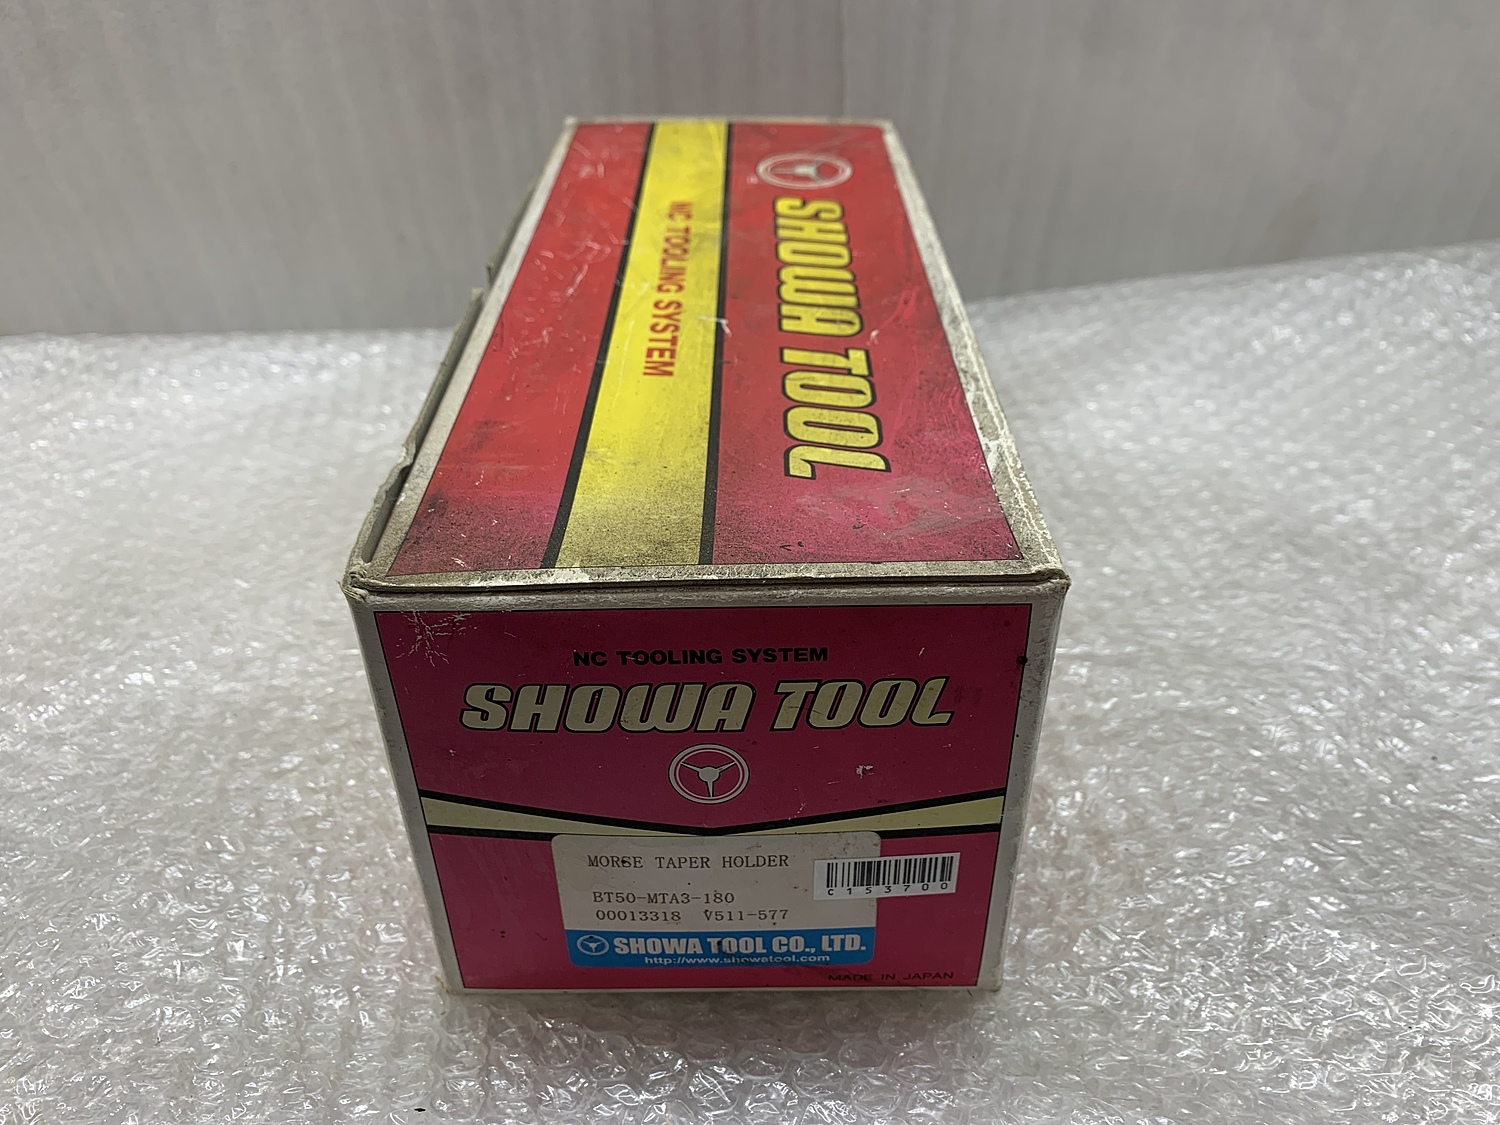 SHOWA TOOL
NC TOOLING SYSTEM
NC TOOLING SYSTEM
SHOWA TOOL
MORSE TAPER HOLDER
BT50-MTA3-180
00013318 V511-577
C153700
SHOWA TOOL CO., LTD.
http://www.showatool.com
MADE IN JAPAN